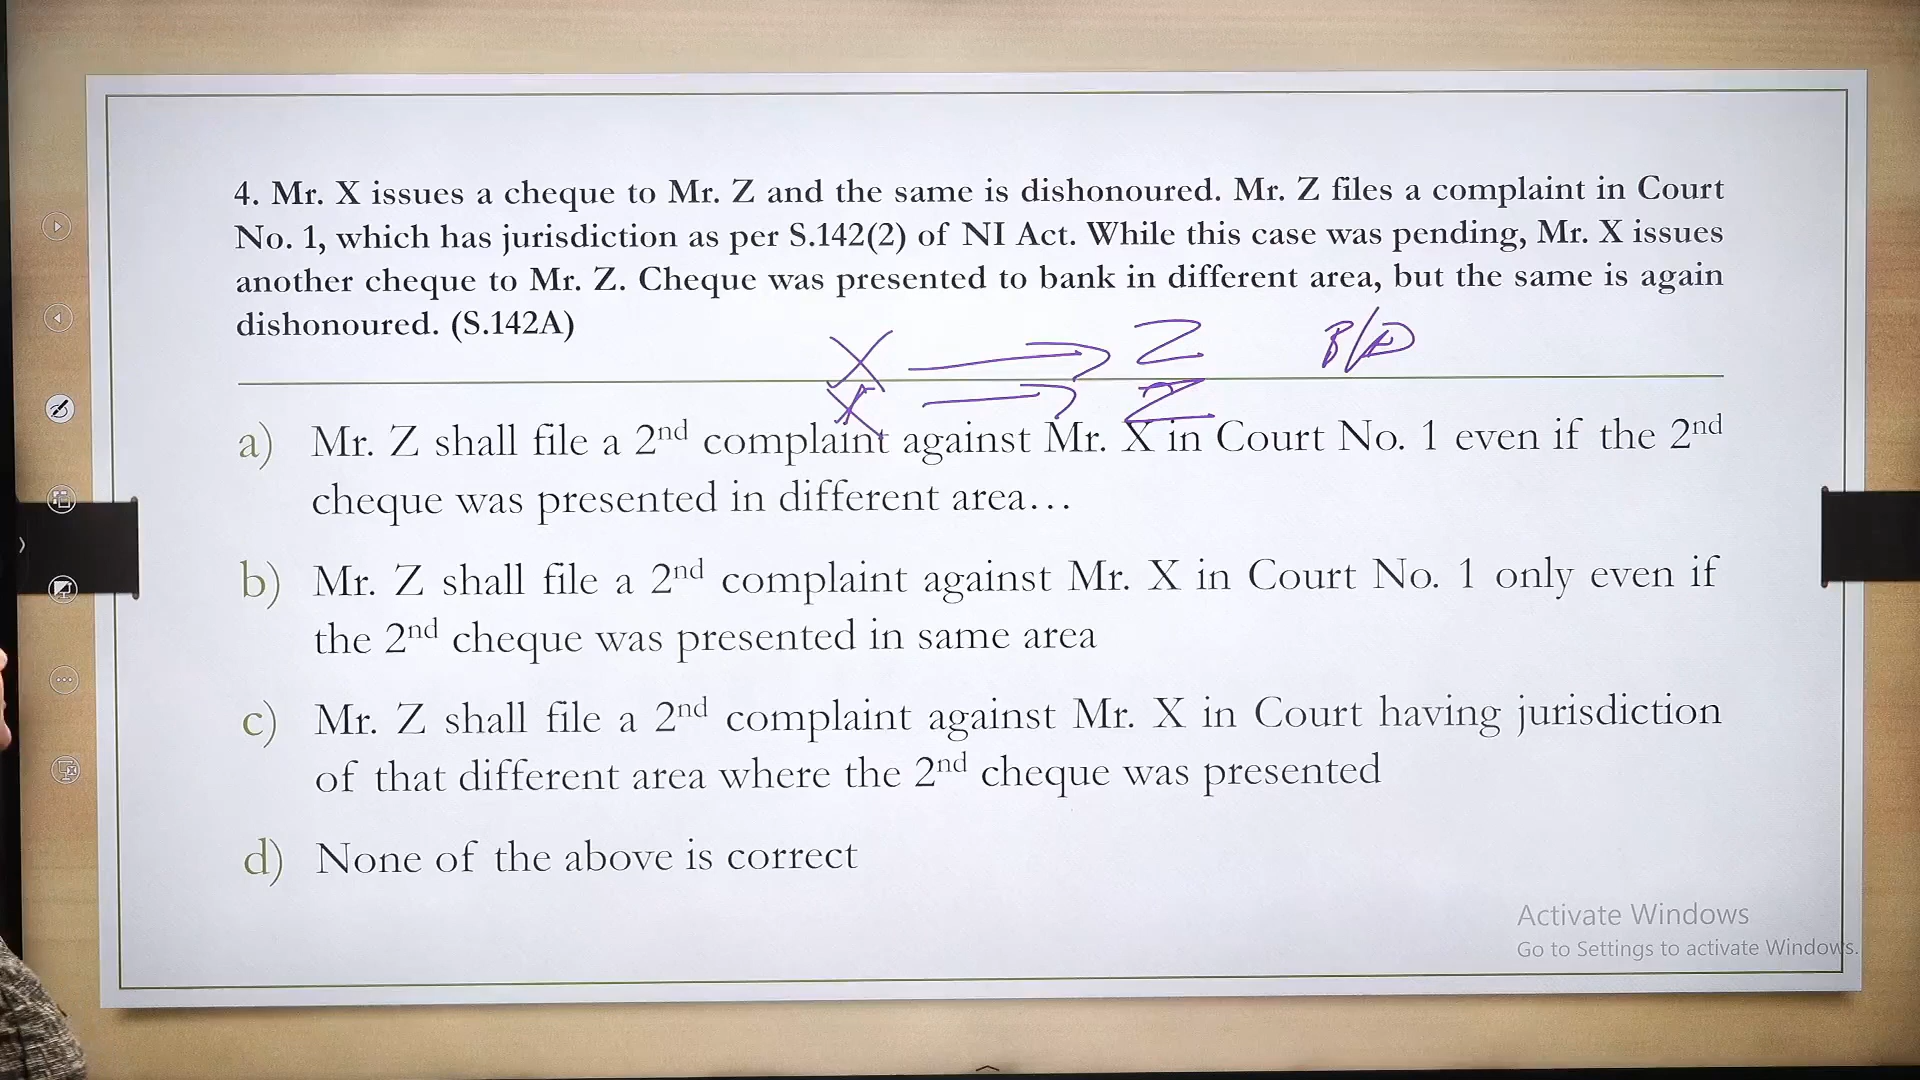 4. Mr. X issues a cheque to Mr. Z and the same is dishonoured. Mr. Z files a complaint in Court
No. 1, which has jurisdiction as per S.142(2) of NI Act. While this case was pending, Mr. X issues
another cheque to Mr. Z. Cheque was presented to bank in different area, but the same is again
dishonoured. (S.142A)
X → Z
X → Z
a) Mr. Z shall file a 2nd complaint against Mr. X in Court No. 1 even if the 2nd
cheque was presented in different area…
b) Mr. Z shall file a 2nd complaint against Mr. X in Court No. 1 only even if
the 2nd cheque was presented in same area
c) Mr. Z shall file a 2nd complaint against Mr. X in Court having jurisdiction
of that different area where the 2nd cheque was presented
d) None of the above is correct
Activate Windows
Go to Settings to activate Windows.